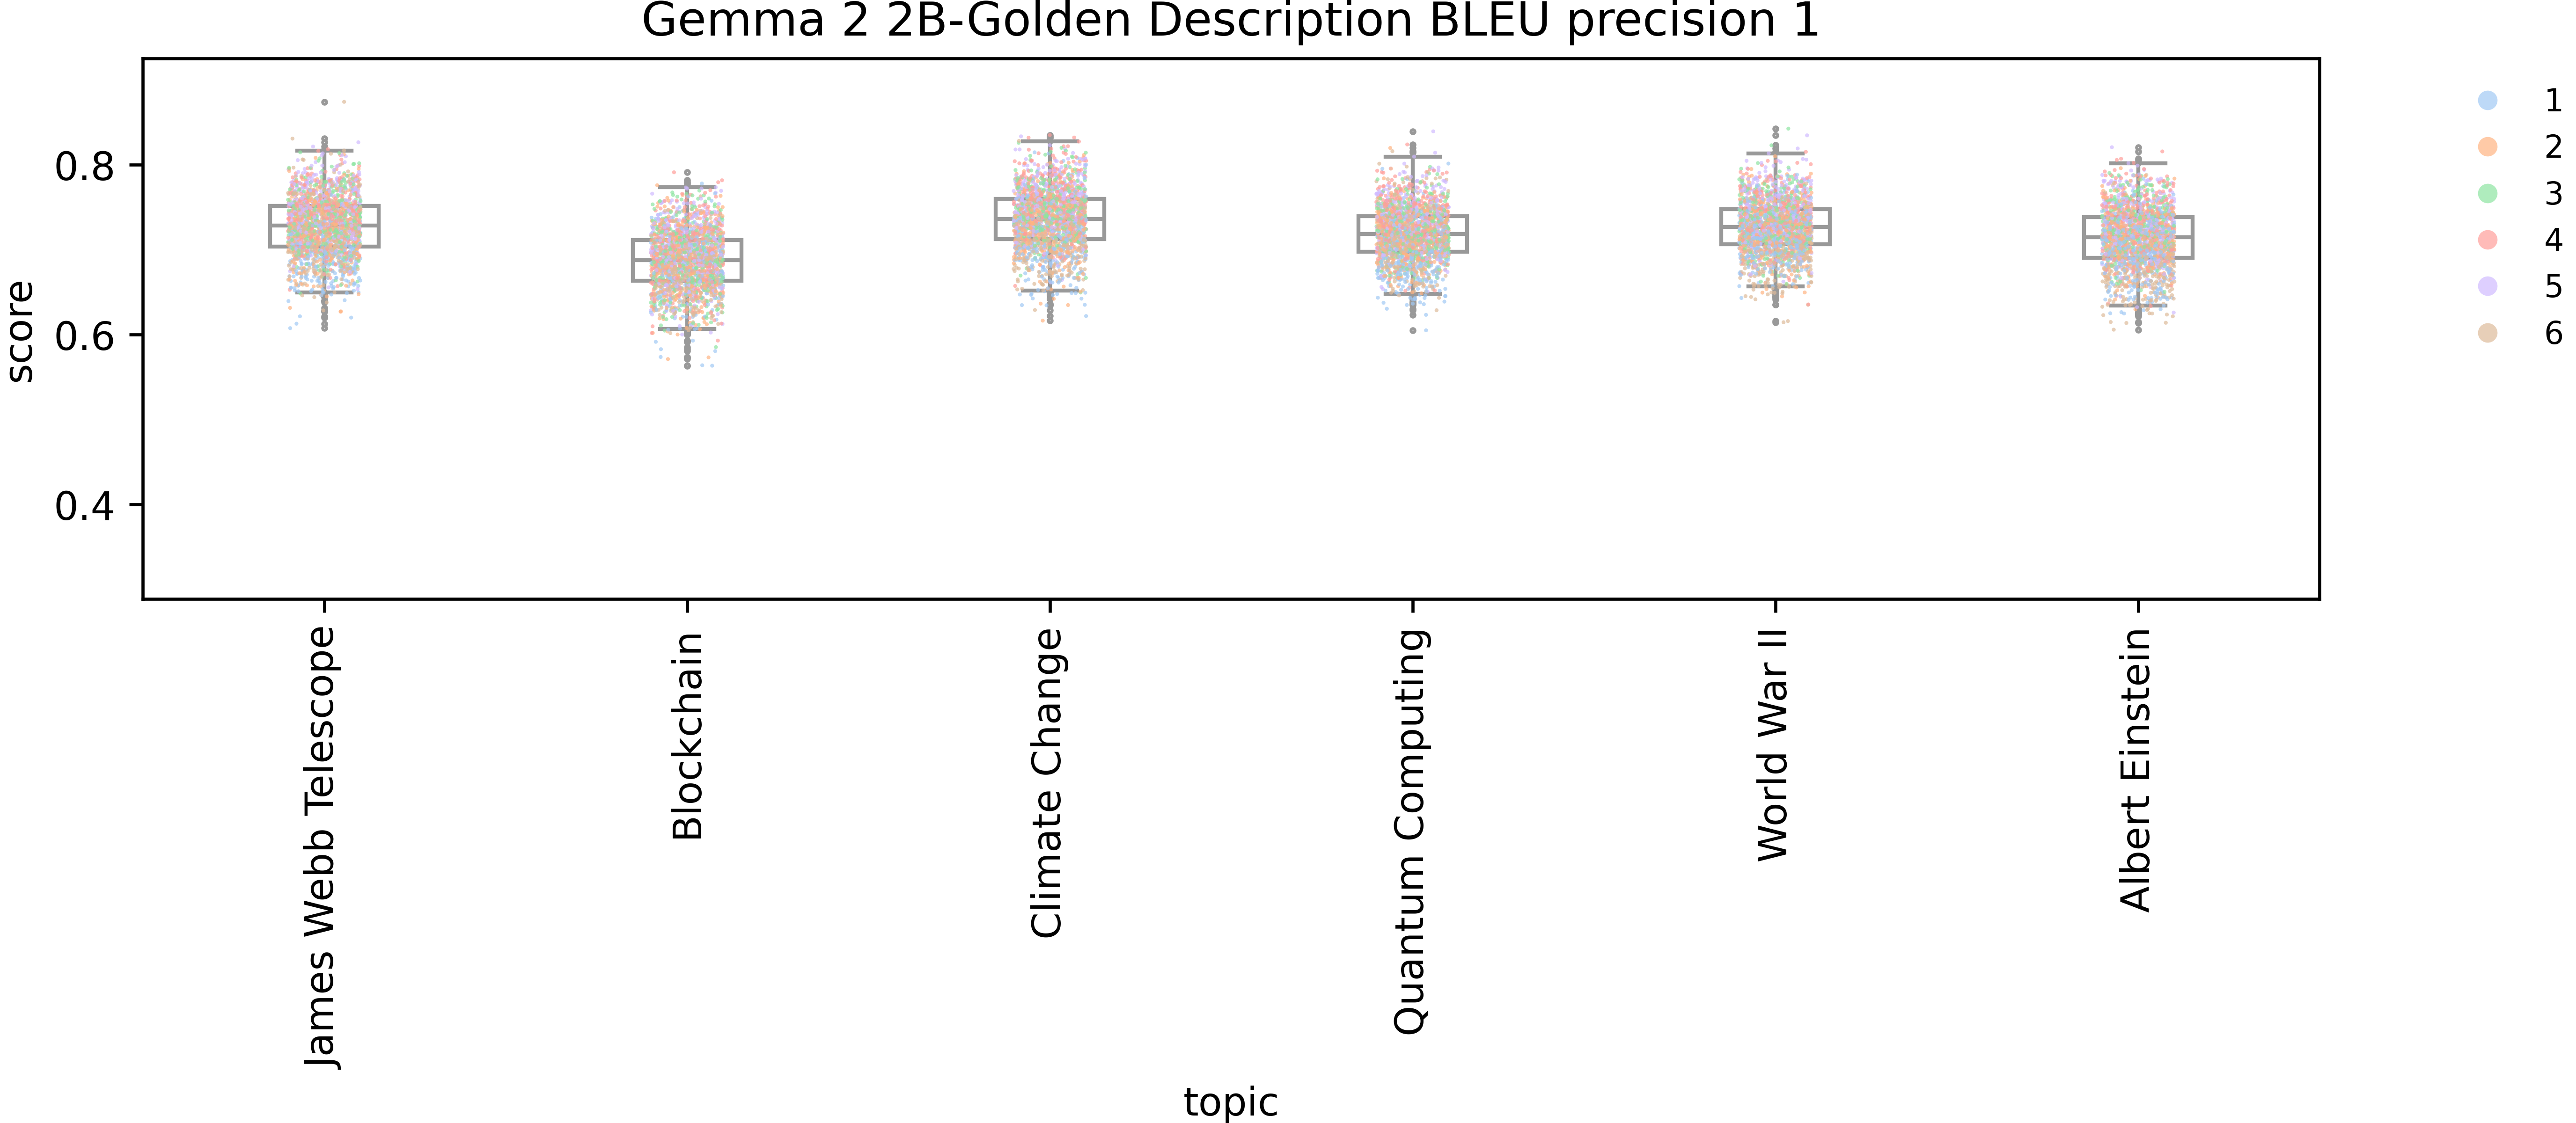 Gemma 2 2B-Golden Description BLEU precision 1
score
0.8
0.6
0.4
1
2
3
4
5
6
James Webb Telescope
Blockchain
Climate Change
Quantum Computing
World War II
Albert Einstein
topic